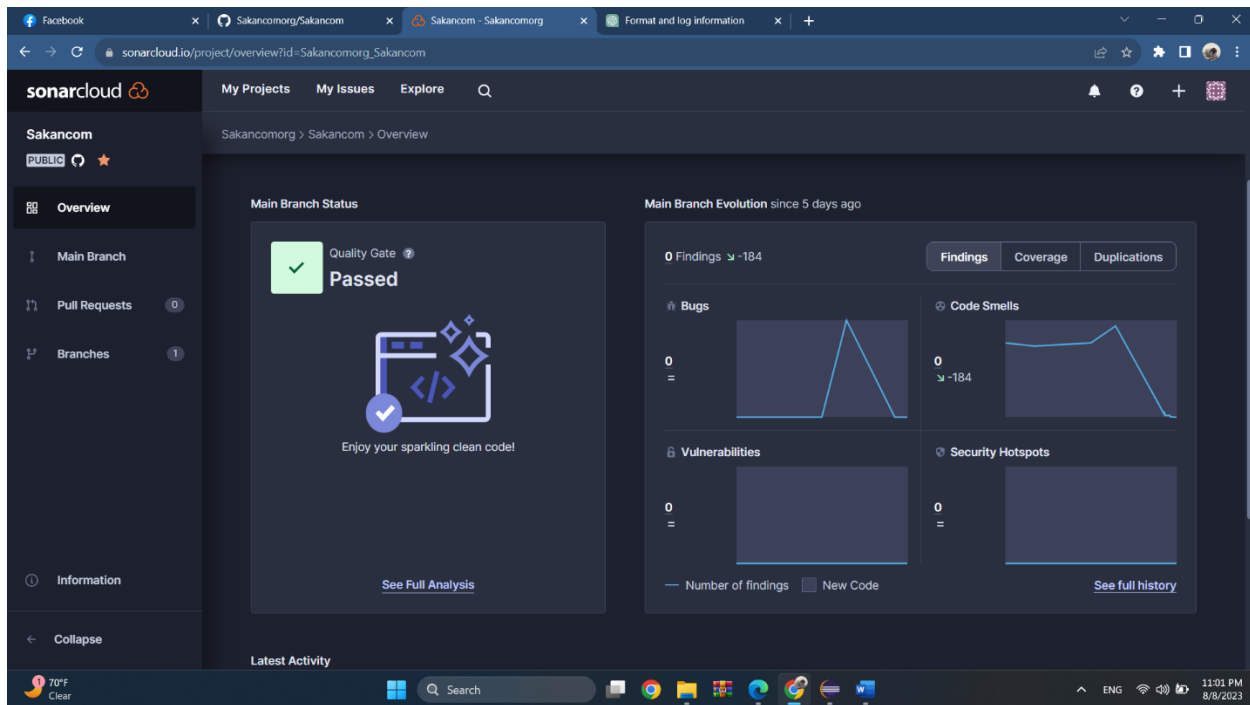 Facebook
Sakancomorg/Sakancom
Sakancom - Sakancomorg
Format and log information
sonarcloud.io/project/overview?id=Sakancomorg_Sakancom
sonarcloud
My Projects My Issues Explore
Sakancom
PUBLIC
Sakancomorg > Sakancom > Overview
Overview
Main Branch
Pull Requests 0
Branches 1
Information
Collapse
Main Branch Status
Quality Gate ?
Passed
Enjoy your sparkling clean code!
See Full Analysis
Main Branch Evolution since 5 days ago
0 Findings -184
Findings Coverage Duplications
Bugs
0
=
Code Smells
0
-184
Vulnerabilities
0
=
Security Hotspots
0
=
Number of findings New Code
See full history
Latest Activity
1
70°F
Clear
Search
W
ENG
11:01 PM
8/8/2023